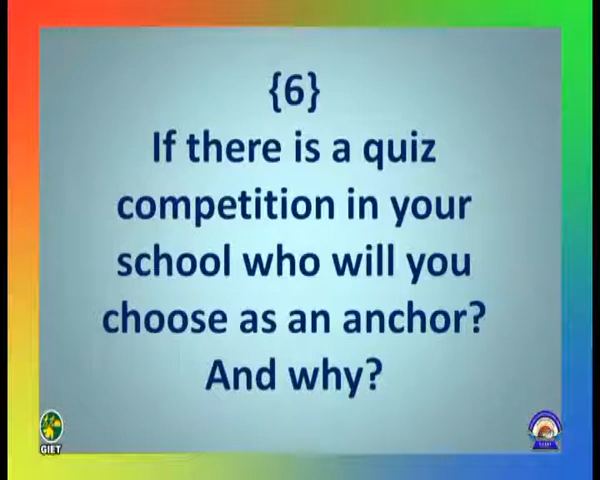 {6}
If there is a quiz
competition in your
school who will you
choose as an anchor?
And why?
GIET